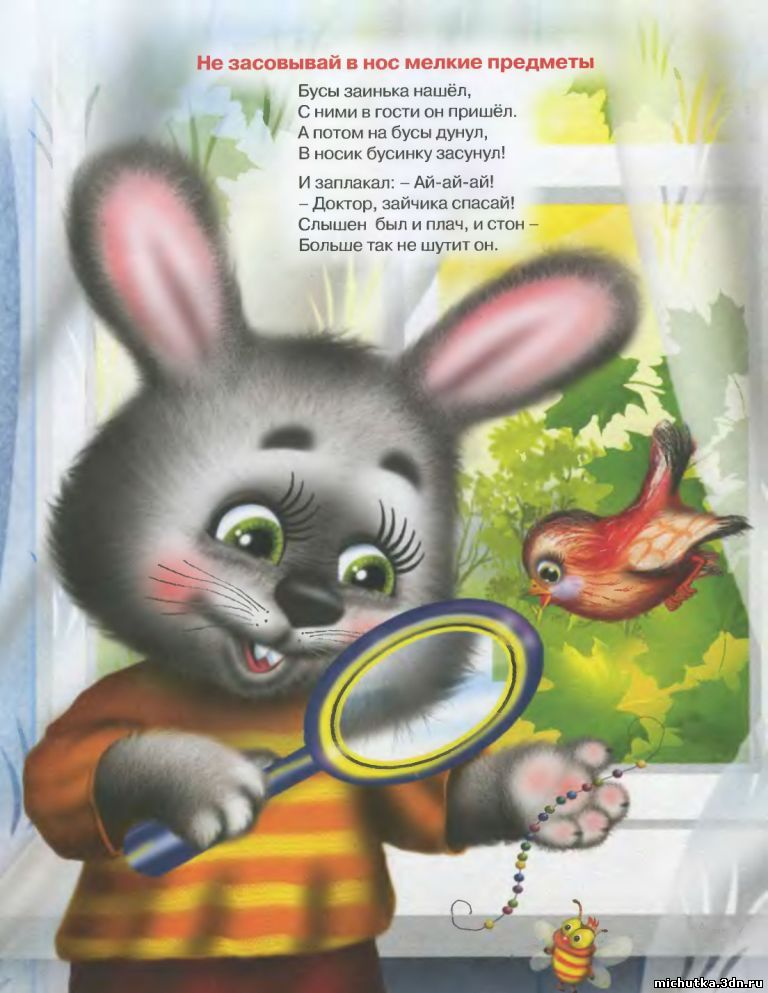 Не засовывай в нос мелкие предметы
Бусы заинька нашёл,
С ними в гости он пришёл.
А потом на бусы дунул,
В носик бусинку засунул!
И заплакал: – Ай-ай-ай!
– Доктор, зайчика спасай!
Слышен был и плач, и стон –
Больше так не шутит он.
michutka.3dn.ru